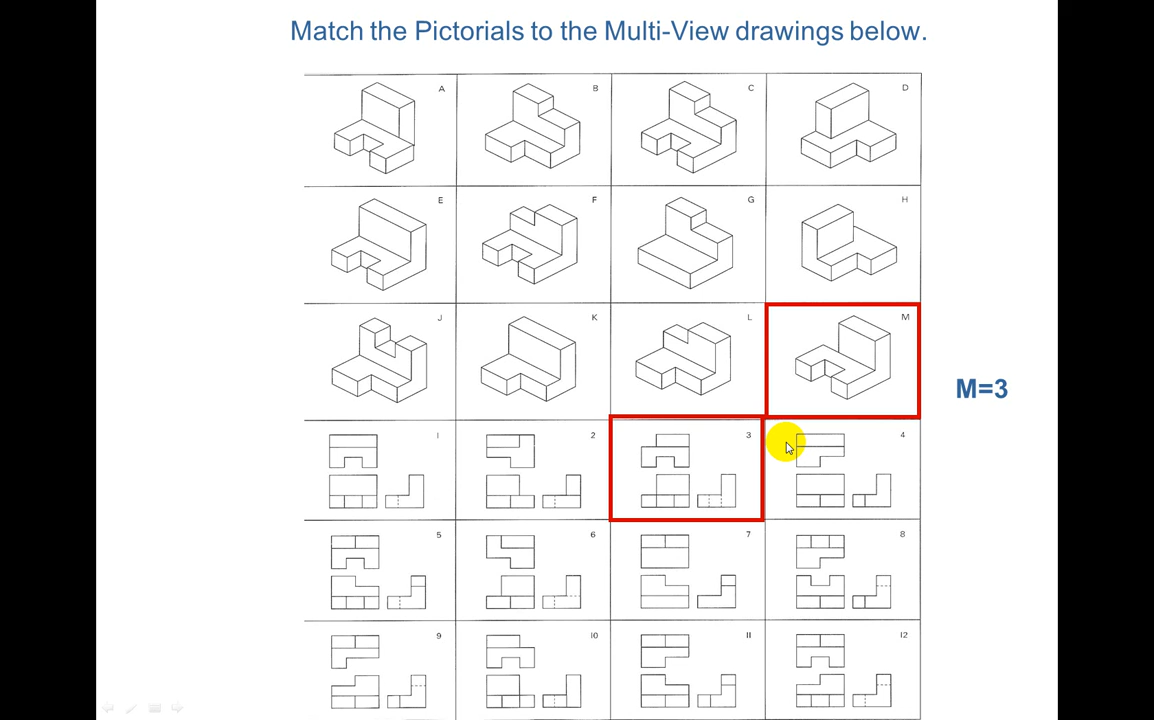 Match the Pictorials to the Multi-View drawings below.
A B C D
E F G H
J K L M
M=3
1 2 3 4
5 6 7 8
9 10 11 12